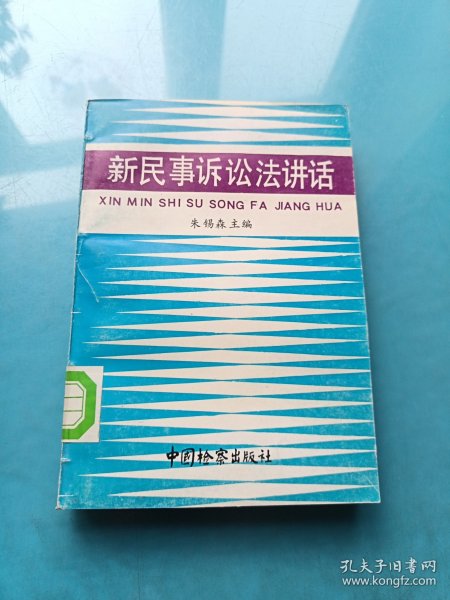 新民事诉讼法讲话
XIN MIN SHI SU SONG FA JIANG HUA
朱锡森主编
中国检察出版社
孔夫子旧书网
www.kongfz.com